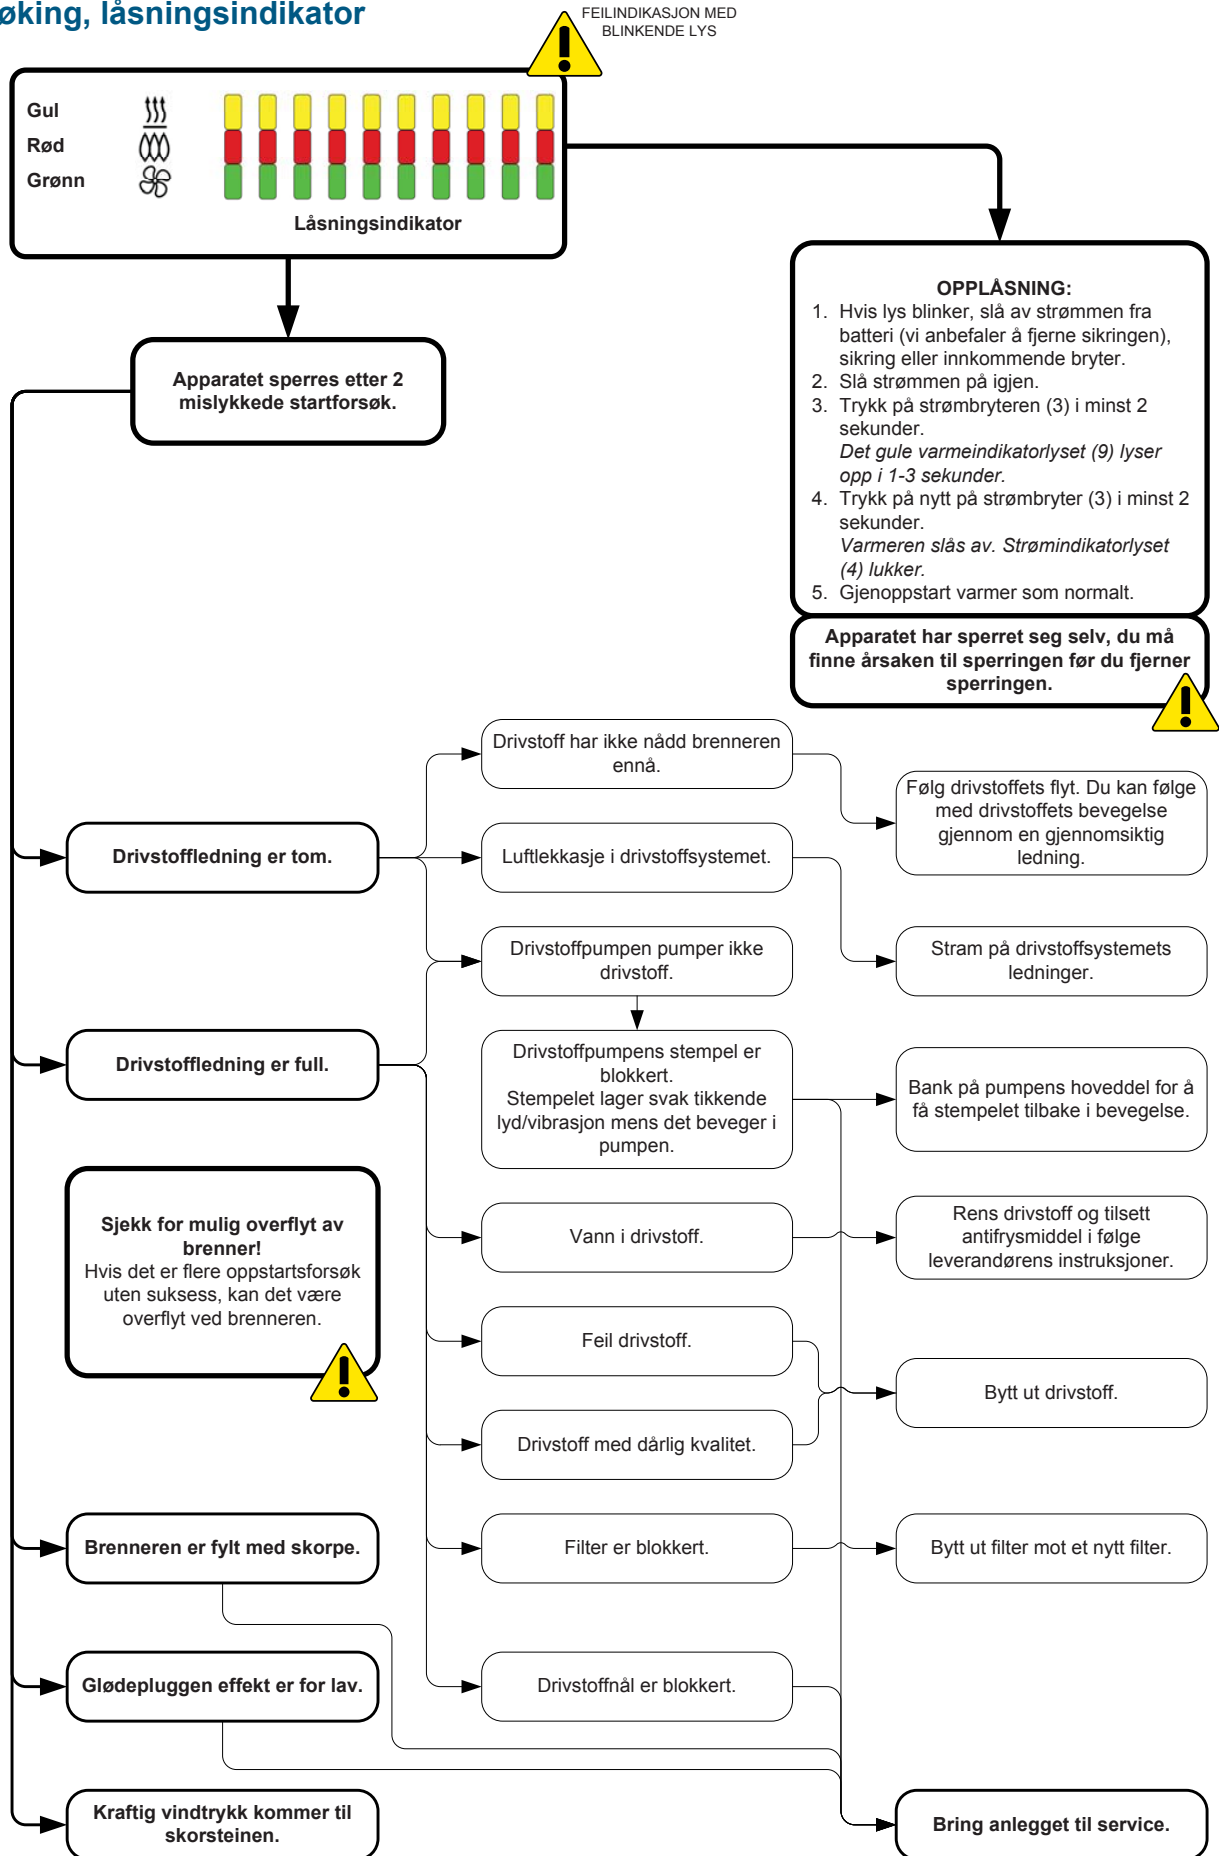 øking, låsningsindikator
FEILINDIKASJON MED
BLINKENDE LYS
Gul
Rød
Grønn
Låsningsindikator
OPPLÅSNING:
1. Hvis lys blinker, slå av strømmen fra
batteri (vi anbefaler å fjerne sikringen),
sikring eller innkommende bryter.
2. Slå strømmen på igjen.
3. Trykk på strømbryteren (3) i minst 2
sekunder.
Det gule varmeindikatorlyset (9) lyser
opp i 1-3 sekunder.
4. Trykk på nytt på strømbryter (3) i minst 2
sekunder.
Varmeren slås av. Strømindikatorlyset
(4) lukker.
5. Gjenoppstart varmer som normalt.
Apparatet har sperret seg selv, du må
finne årsaken til sperringen før du fjerner
sperringen.
Apparatet sperres etter 2
mislykkede startforsøk.
Drivstoffledning er tom.
Drivstoff har ikke nådd brenneren
ennå.
Følg drivstoffets flyt. Du kan følge
med drivstoffets bevegelse
gjennom en gjennomsiktig
ledning.
Luftlekkasje i drivstoffsystemet.
Stram på drivstoffsystemets
ledninger.
Drivstoffpumpen pumper ikke
drivstoff.
Drivstoffledning er full.
Drivstoffpumpens stempel er
blokkert.
Stempelet lager svak tikkende
lyd/vibrasjon mens det beveger i
pumpen.
Bank på pumpens hoveddel for å
få stempelet tilbake i bevegelse.
Sjekk for mulig overflyt av
brenner!
Hvis det er flere oppstartsforsøk
uten suksess, kan det være
overflyt ved brenneren.
Vann i drivstoff.
Rens drivstoff og tilsett
antifrysmiddel i følge
leverandørens instruksjoner.
Feil drivstoff.
Bytt ut drivstoff.
Drivstoff med dårlig kvalitet.
Brenneren er fylt med skorpe.
Filter er blokkert.
Bytt ut filter mot et nytt filter.
Glødepluggen effekt er for lav.
Drivstoffnål er blokkert.
Kraftig vindtrykk kommer til
skorsteinen.
Bring anlegget til service.